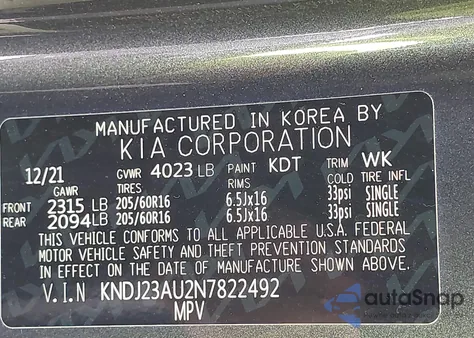 MANUFACTURED IN KOREA BY
KIA CORPORATION
12/21 GVWR 4023 LB PAINT KDT TRIM WK
GAWR TIRES RIMS COLD TIRE INFL
FRONT 2315 LB 205/60R16 6.5Jx16 33psi SINGLE
REAR 2094 LB 205/60R16 6.5Jx16 33psi SINGLE
THIS VEHICLE CONFORMS TO ALL APPLICABLE U.S.A. FEDERAL
MOTOR VEHICLE SAFETY AND THEFT PREVENTION STANDARDS
IN EFFECT ON THE DATE OF MANUFACTURE SHOWN ABOVE.
V.I.N KNDJ23AU2N7822492
MPV
autoSnap